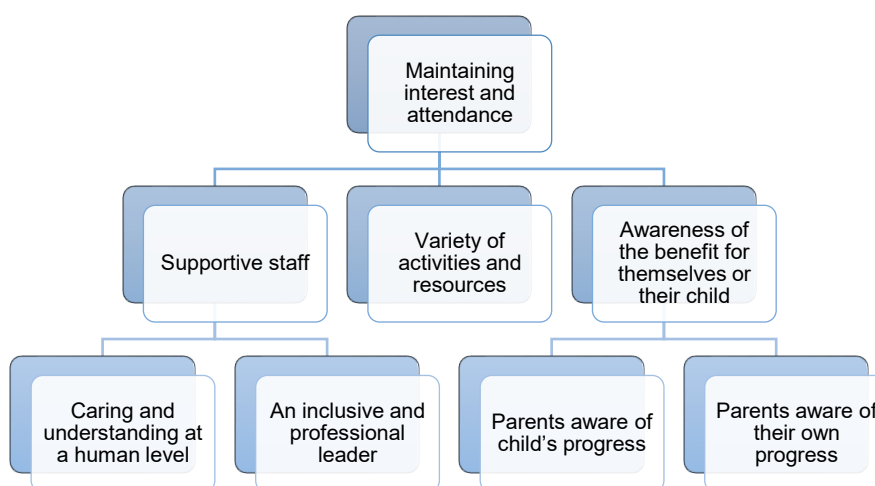 Maintaining
interest and
attendance
Supportive staff
Variety of
activities and
resources
Awareness of
the benefit for
themselves or
their child
Caring and
understanding at
a human level
An inclusive and
professional
leader
Parents aware of
child’s progress
Parents aware of
their own
progress